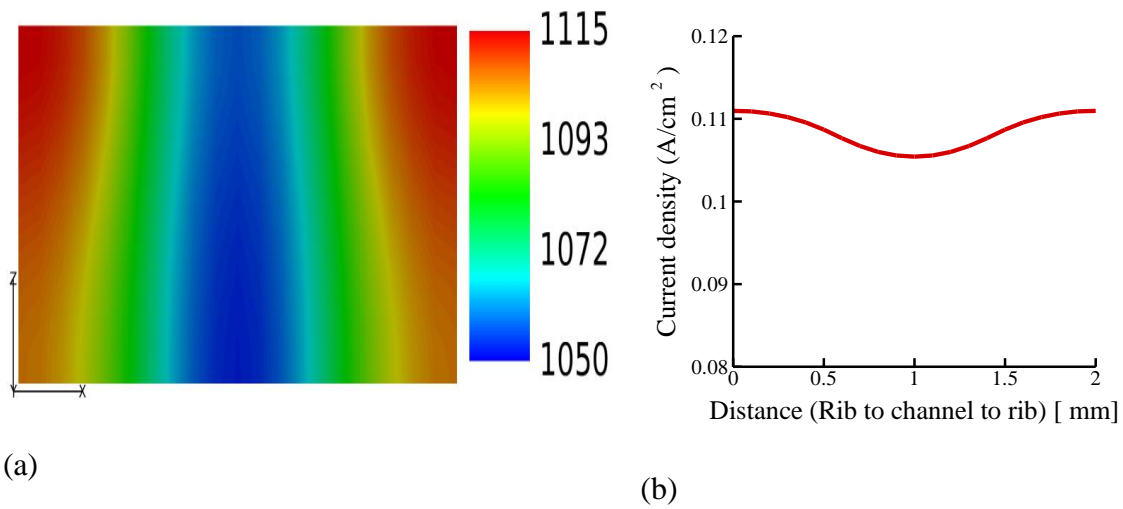 1115
1093
1072
1050
Z
Y
X
(a)
0.12
0.11
0.1
0.09
0.08
0
0.5
1
1.5
2
Current density (A/cm²)
Distance (Rib to channel to rib) [ mm]
(b)